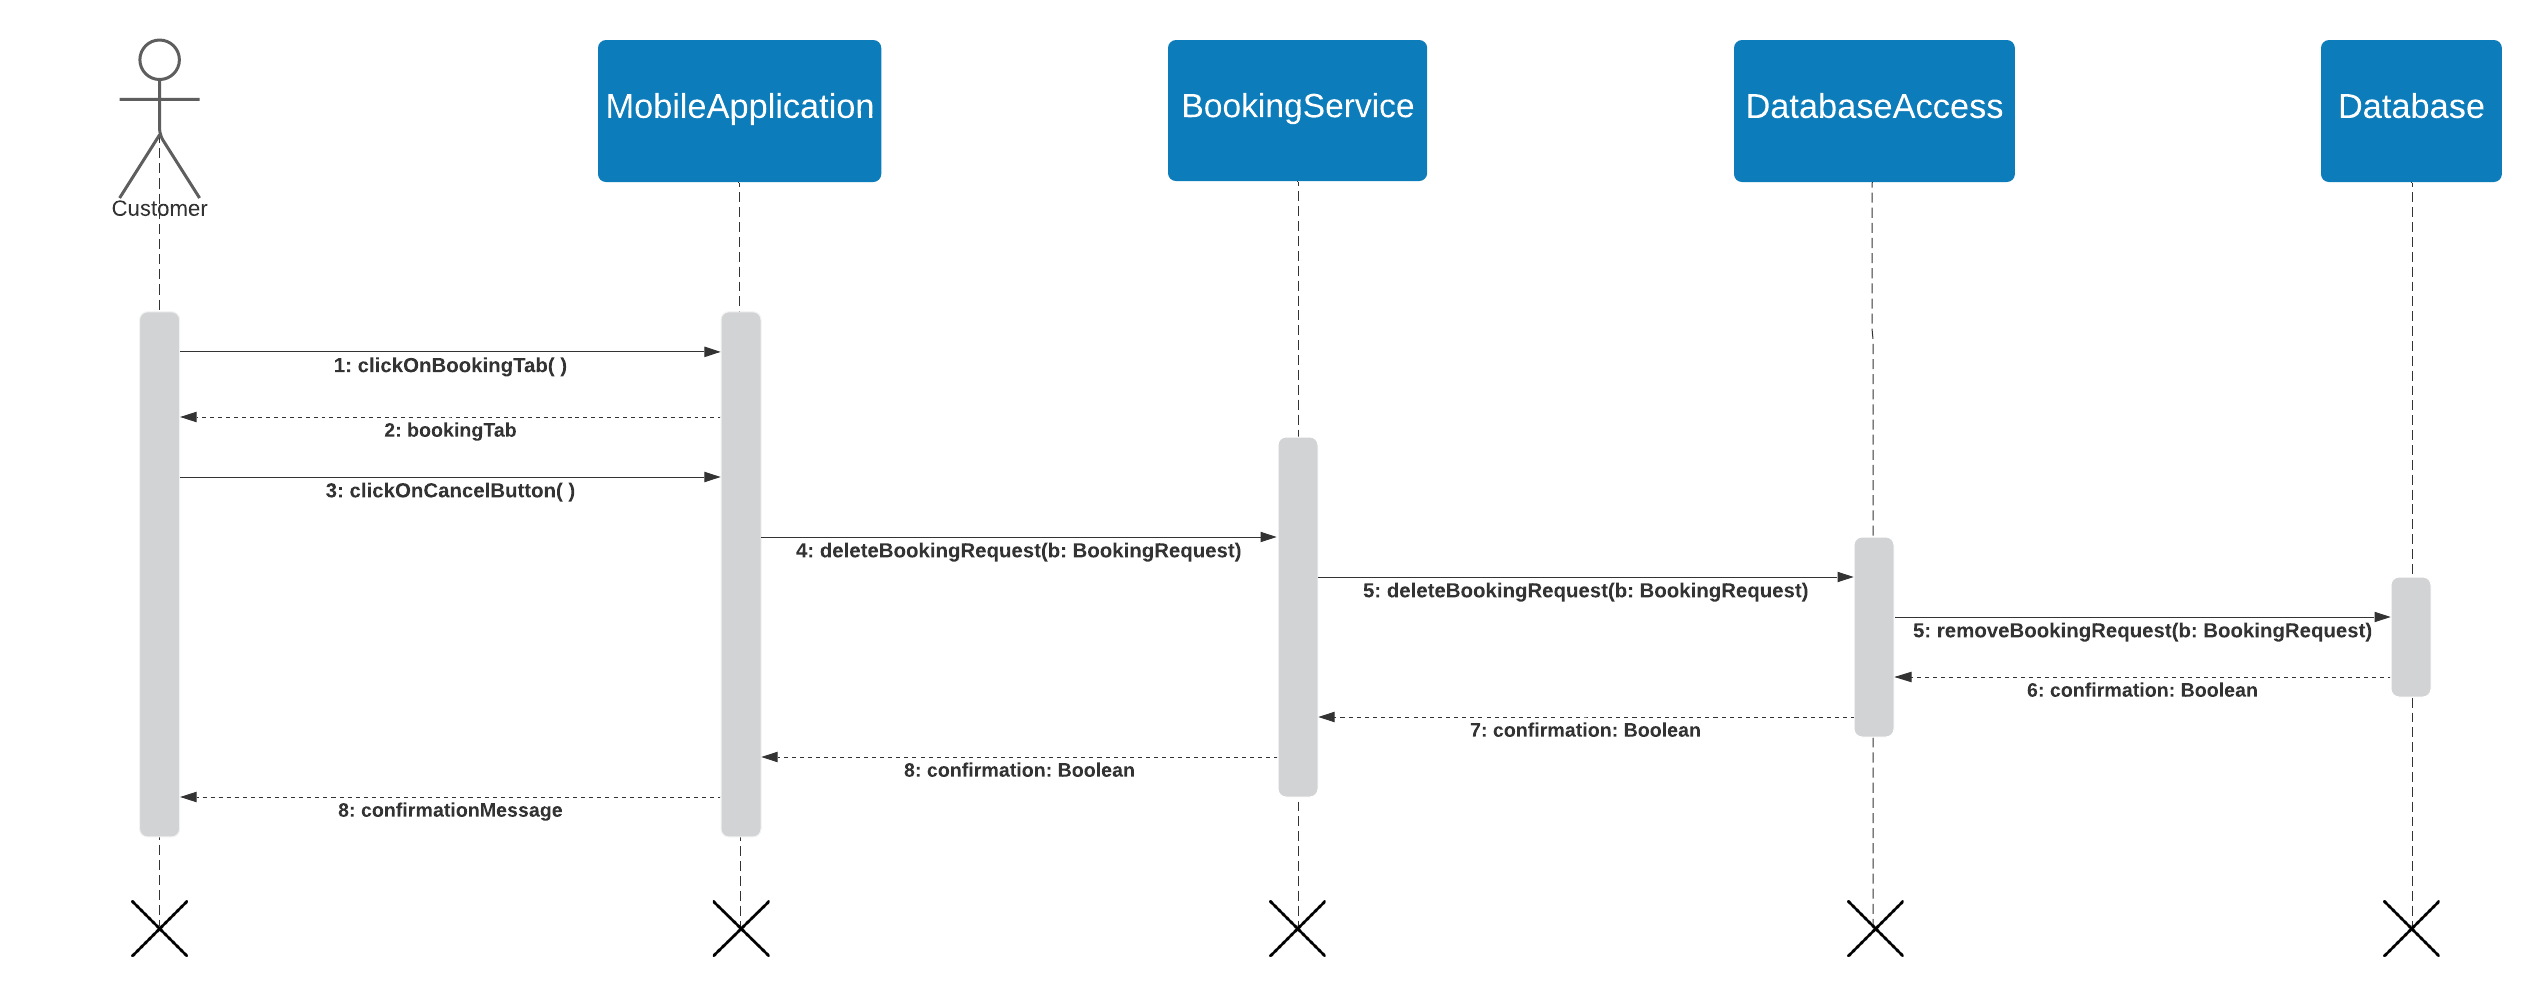 MobileApplication
BookingService
DatabaseAccess
Database
Customer
1: clickOnBookingTab( )
2: bookingTab
3: clickOnCancelButton( )
4: deleteBookingRequest(b: BookingRequest)
5: deleteBookingRequest(b: BookingRequest)
5: removeBookingRequest(b: BookingRequest)
6: confirmation: Boolean
7: confirmation: Boolean
8: confirmation: Boolean
8: confirmationMessage